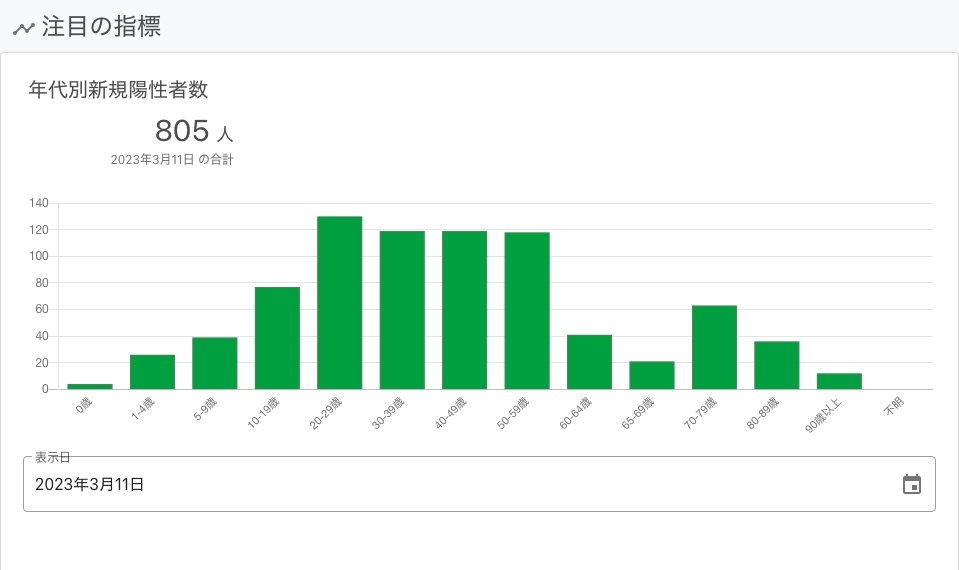 注目の指標
年代別新規陽性者数
805 人
2023年3月11日 の合計
140
120
100
80
60
40
20
0
0歳
1-4歳
5-9歳
10-19歳
20-29歳
30-39歳
40-49歳
50-59歳
60-64歳
65-69歳
70-79歳
80-89歳
90歳以上
不明
表示日
2023年3月11日